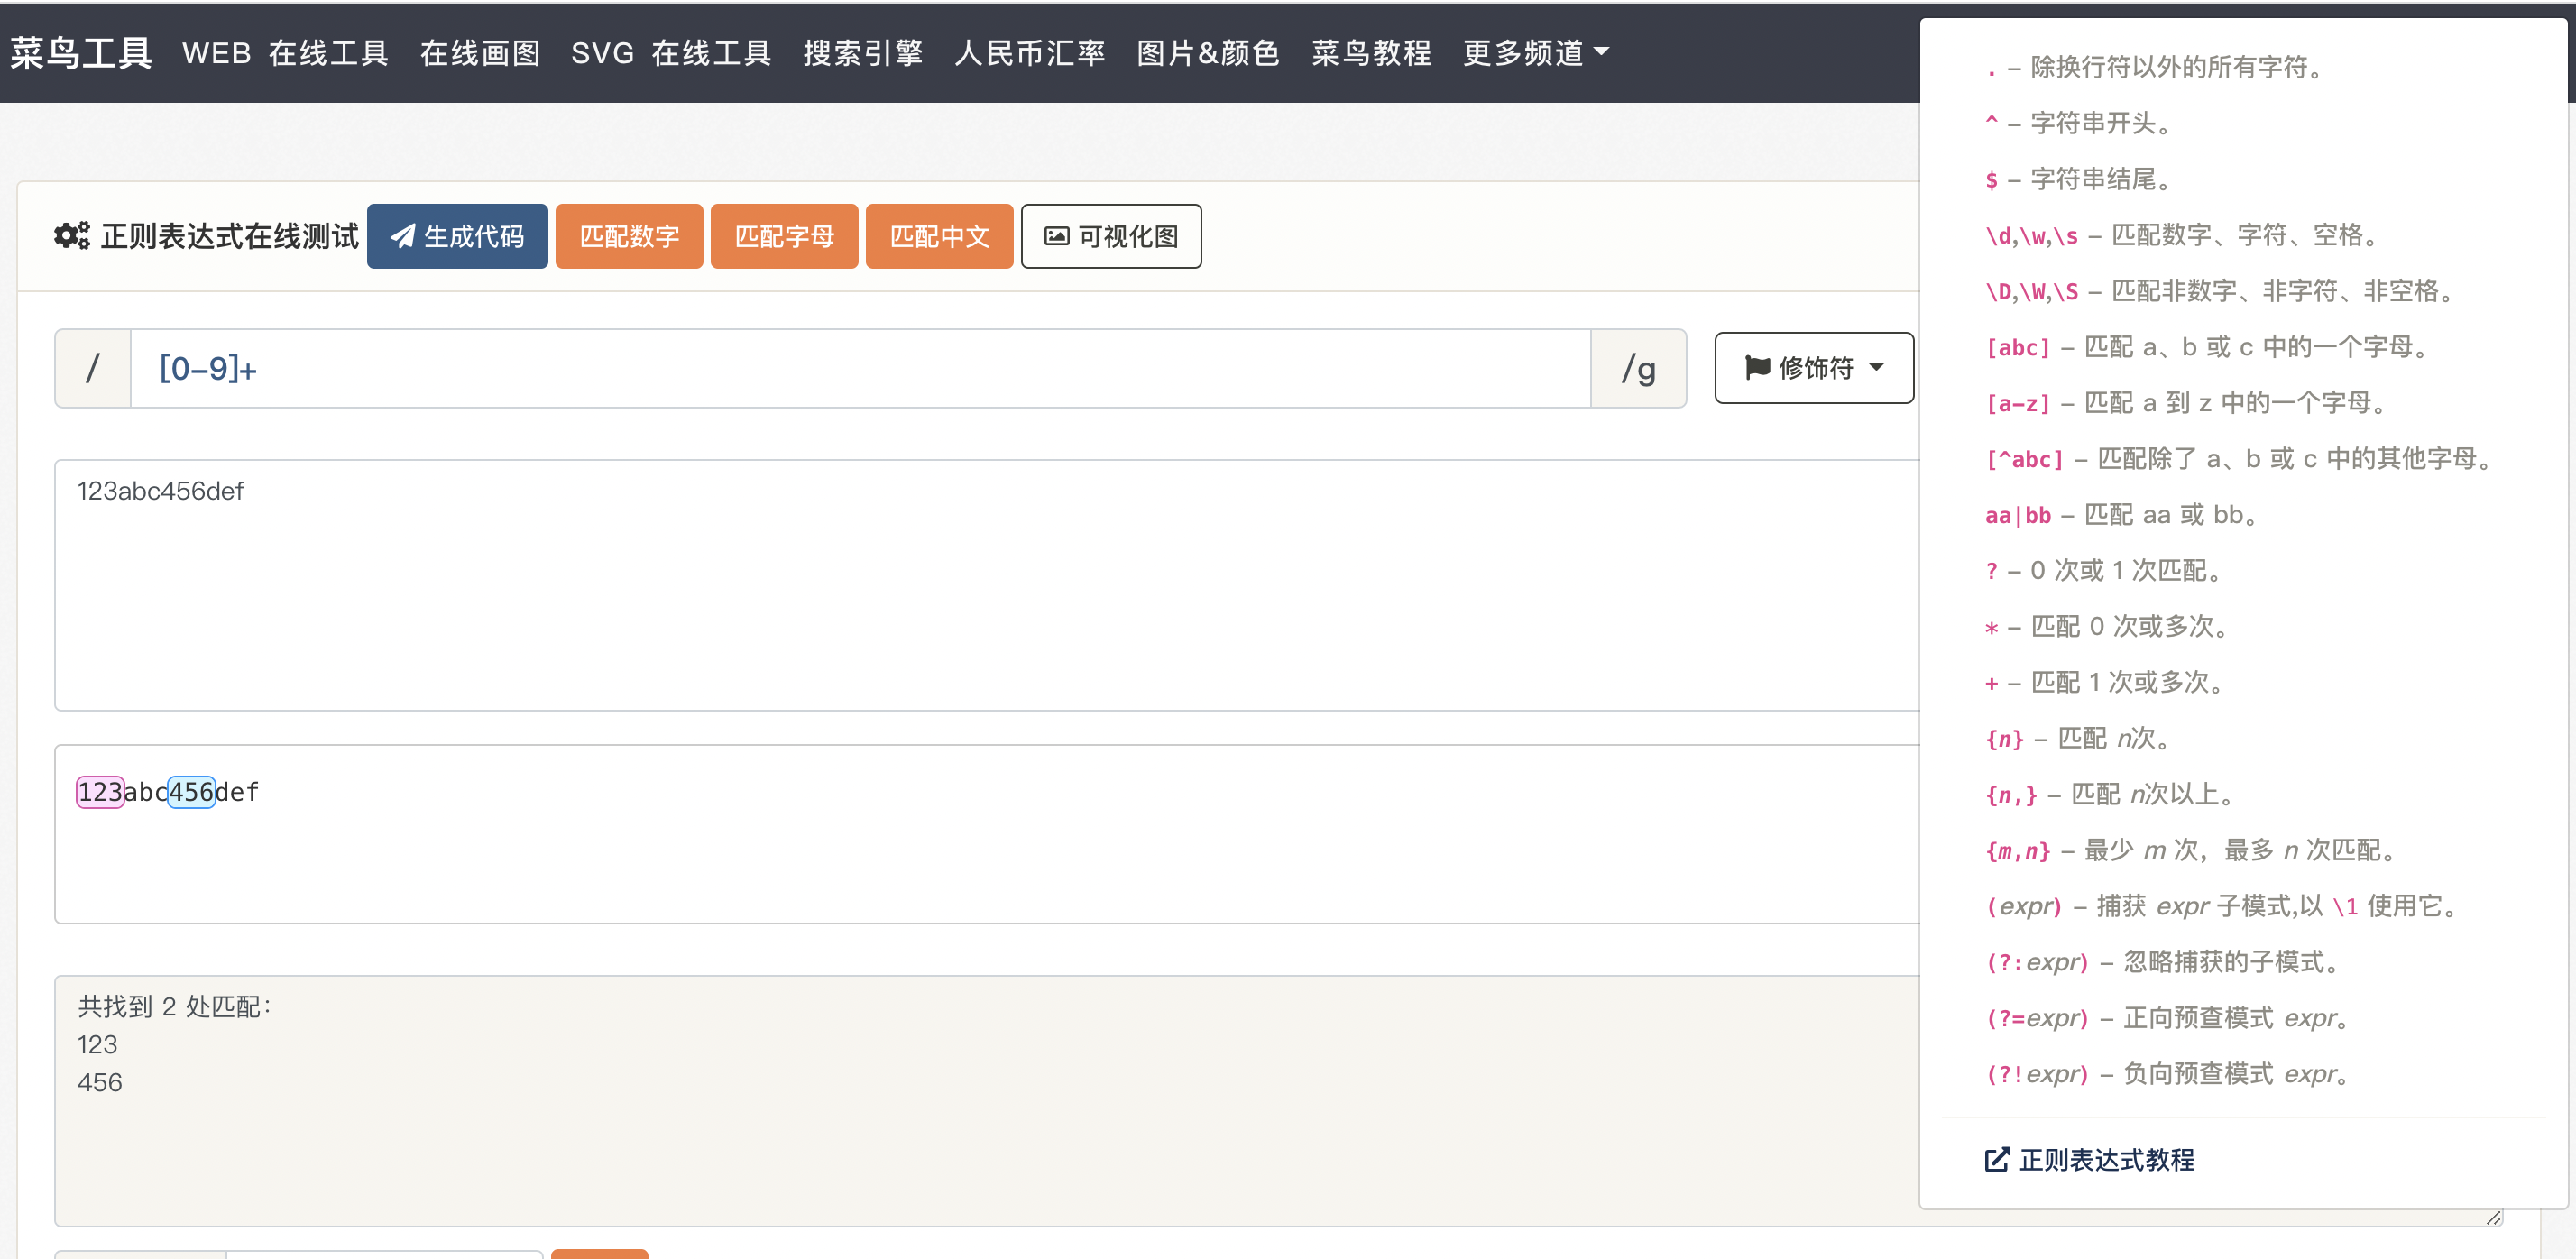 菜鸟工具 WEB 在线工具 在线画图 SVG 在线工具 搜索引擎 人民币汇率 图片&颜色 菜鸟教程 更多频道
正则表达式在线测试 生成代码 匹配数字 匹配字母 匹配中文 可视化图
/ [0-9]+ /g 修饰符
123abc456def
123abc456def
共找到 2 处匹配：
123
456
. - 除换行符以外的所有字符。
^ - 字符串开头。
$ - 字符串结尾。
\d,\w,\s - 匹配数字、字符、空格。
\D,\W,\S - 匹配非数字、非字符、非空格。
[abc] - 匹配 a、b 或 c 中的一个字母。
[a-z] - 匹配 a 到 z 中的一个字母。
[^abc] - 匹配除了 a、b 或 c 中的其他字母。
aa|bb - 匹配 aa 或 bb。
? - 0 次或 1 次匹配。
* - 匹配 0 次或多次。
+ - 匹配 1 次或多次。
{n} - 匹配 n次。
{n,} - 匹配 n次以上。
{m,n} - 最少 m 次，最多 n 次匹配。
(expr) - 捕获 expr 子模式,以 \1 使用它。
(?:expr) - 忽略捕获的子模式。
(?=expr) - 正向预查模式 expr。
(?!expr) - 负向预查模式 expr。
正则表达式教程